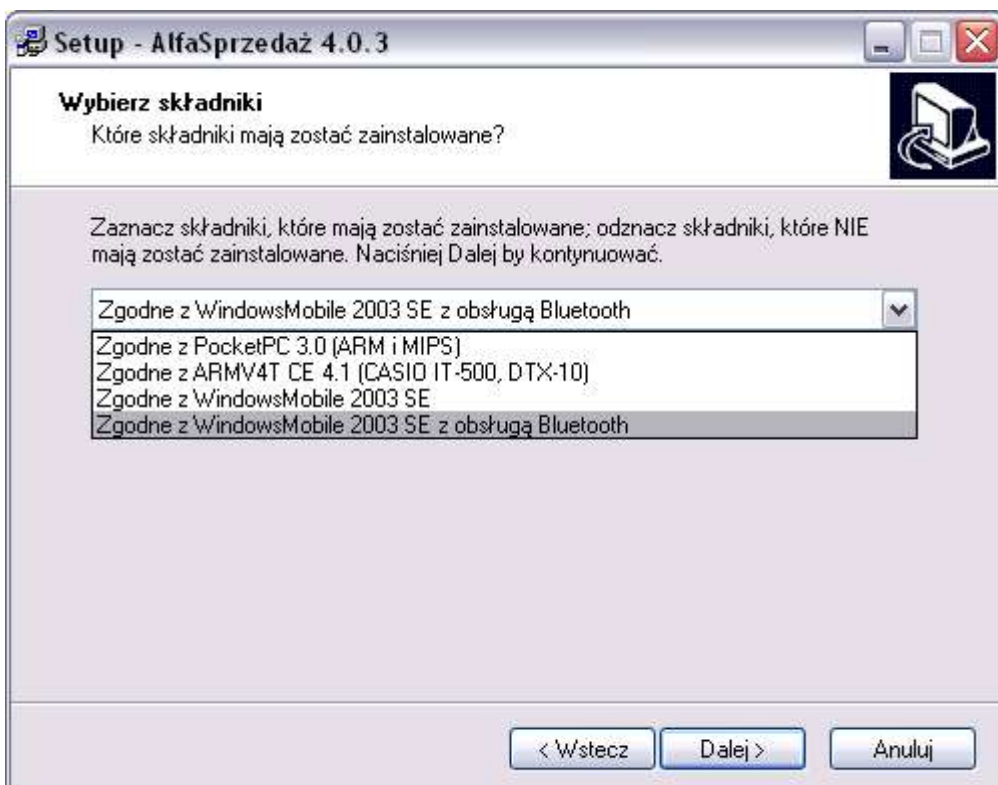 Setup - AlfaSprzedaż 4.0.3
Wybierz składniki
Które składniki mają zostać zainstalowane?
Zaznacz składniki, które mają zostać zainstalowane; odznacz składniki, które NIE
mają zostać zainstalowane. Naciśniej Dalej by kontynuować.
Zgodne z WindowsMobile 2003 SE z obsługą Bluetooth
Zgodne z PocketPC 3.0 (ARM i MIPS)
Zgodne z ARMV4T CE 4.1 (CASIO IT-500, DTX-10)
Zgodne z WindowsMobile 2003 SE
Zgodne z WindowsMobile 2003 SE z obsługą Bluetooth
< Wstecz Dalej > Anuluj